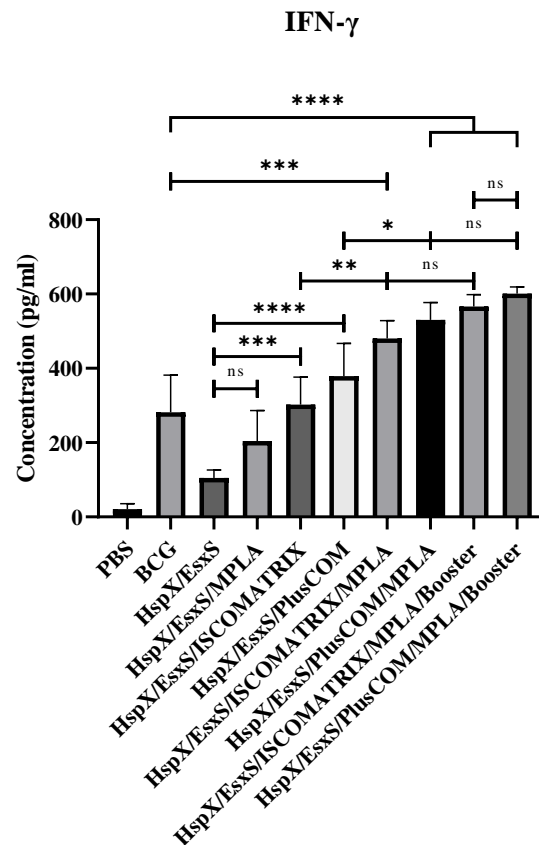 IFN-γ
****
***
ns
*
ns
**
ns
****
***
ns
Concentration (pg/ml)
800
600
400
200
0
PBS
BCG
HspX/EsxS
HspX/EsxS/MPLA
HspX/EsxS/ISCOMATRIX
HspX/EsxS/PlusCOM
HspX/EsxS/ISCOMATRIX/MPLA
HspX/EsxS/PlusCOM/MPLA
HspX/EsxS/ISCOMATRIX/MPLA/Booster
HspX/EsxS/PlusCOM/MPLA/Booster